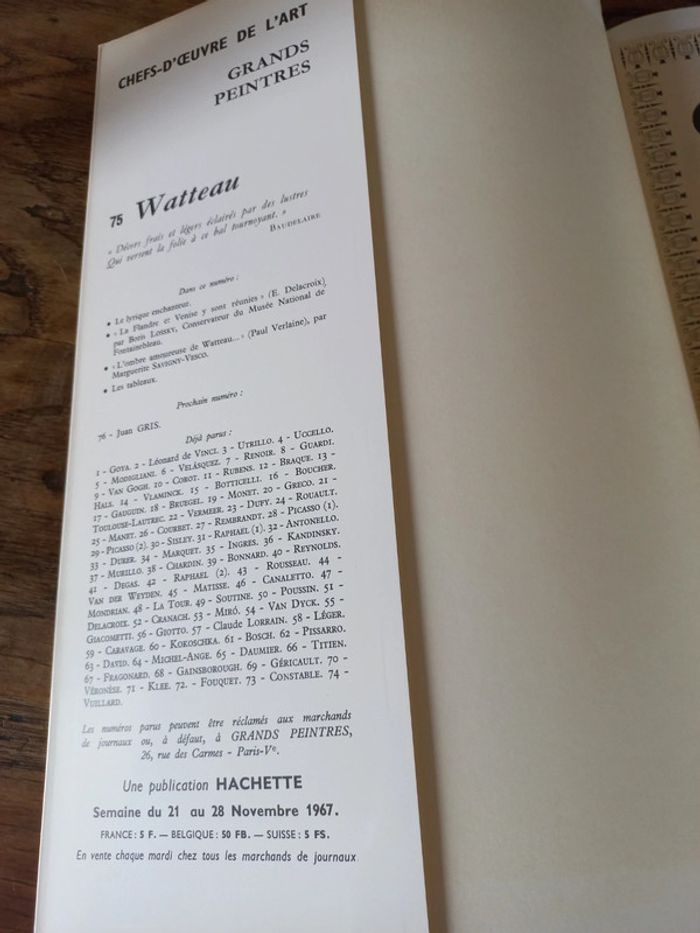 CHEFS-D'ŒUVRE DE L'ART
GRANDS
PEINTRES
75 Watteau
« Décors frais et légers éclairés par des lustres
Qui versent la folie à ce bal tournoyant. »
BAUDELAIRE
Dans ce numéro :
• Le lyrique enchanteur.
• « La Flandre et Venise y sont réunies » (E. Delacroix),
par Boris LOSSKY, Conservateur du Musée National de
Fontainebleau.
• « L'ombre amoureuse de Watteau... » (Paul Verlaine), par
Marguerite SAVIGNY-VESCO.
• Les tableaux.
Prochain numéro :
76 - Juan GRIS.
Déjà parus :
1 - GOYA. 2 - Léonard de VINCI. 3 - UTRILLO. 4 - UCCELLO.
5 - MODIGLIANI. 6 - VELÁSQUEZ. 7 - RENOIR. 8 - GUARDI.
9 - VAN GOGH. 10 - COROT. 11 - RUBENS. 12 - BRAQUE. 13 -
HALS. 14 - VLAMINCK. 15 - BOTTICELLI. 16 - BOUCHER.
17 - GAUGUIN. 18 - BRUEGEL. 19 - MONET. 20 - GRECO. 21 -
TOULOUSE-LAUTREC. 22 - VERMEER. 23 - DUFY. 24 - ROUAULT.
25 - MANET. 26 - COURBET. 27 - REMBRANDT. 28 - PICASSO (1).
29 - PICASSO (2). 30 - SISLEY. 31 - RAPHAËL (1). 32 - ANTONELLO.
33 - DURER. 34 - MARQUET. 35 - INGRES. 36 - KANDINSKY.
37 - MURILLO. 38 - CHARDIN. 39 - BONNARD. 40 - REYNOLDS.
41 - DEGAS. 42 - RAPHAEL (2). 43 - ROUSSEAU. 44 -
VAN DER WEYDEN. 45 - MATISSE. 46 - CANALETTO. 47 -
MONDRIAN. 48 - LA TOUR. 49 - SOUTINE. 50 - POUSSIN. 51 -
DELACROIX. 52 - CRANACH. 53 - MIRÓ. 54 - VAN DYCK. 55 -
GIACOMETTI. 56 - GIOTTO. 57 - Claude LORRAIN. 58 - LÉGER.
59 - CARAVAGE. 60 - KOKOSCHKA. 61 - BOSCH. 62 - PISSARRO.
63 - DAVID. 64 - MICHEL-ANGE. 65 - DAUMIER. 66 - TITIEN.
67 - FRAGONARD. 68 - GAINSBOROUGH. 69 - GÉRICAULT. 70 -
VÉRONÈSE. 71 - KLEE. 72. - FOUQUET. 73 - CONSTABLE. 74 -
VUILLARD.
Les numéros parus peuvent être réclamés aux marchands
de journaux ou, à défaut, à GRANDS PEINTRES,
26, rue des Carmes - Paris-Vᵉ.
Une publication HACHETTE
Semaine du 21 au 28 Novembre 1967.
FRANCE : 5 F. — BELGIQUE : 50 FB. — SUISSE : 5 FS.
En vente chaque mardi chez tous les marchands de journaux.